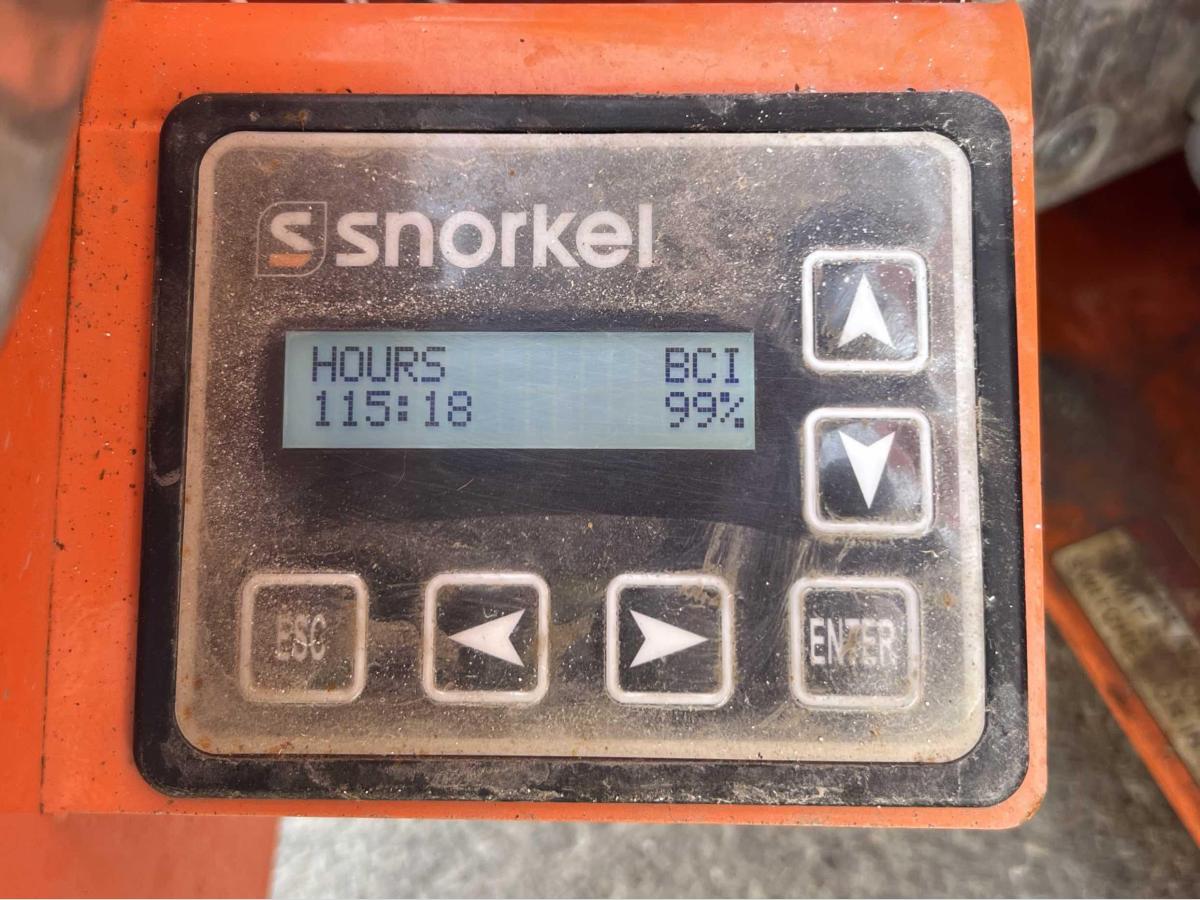 snorkel
HOURS BCI
115:18 99%
ESC
ENTER